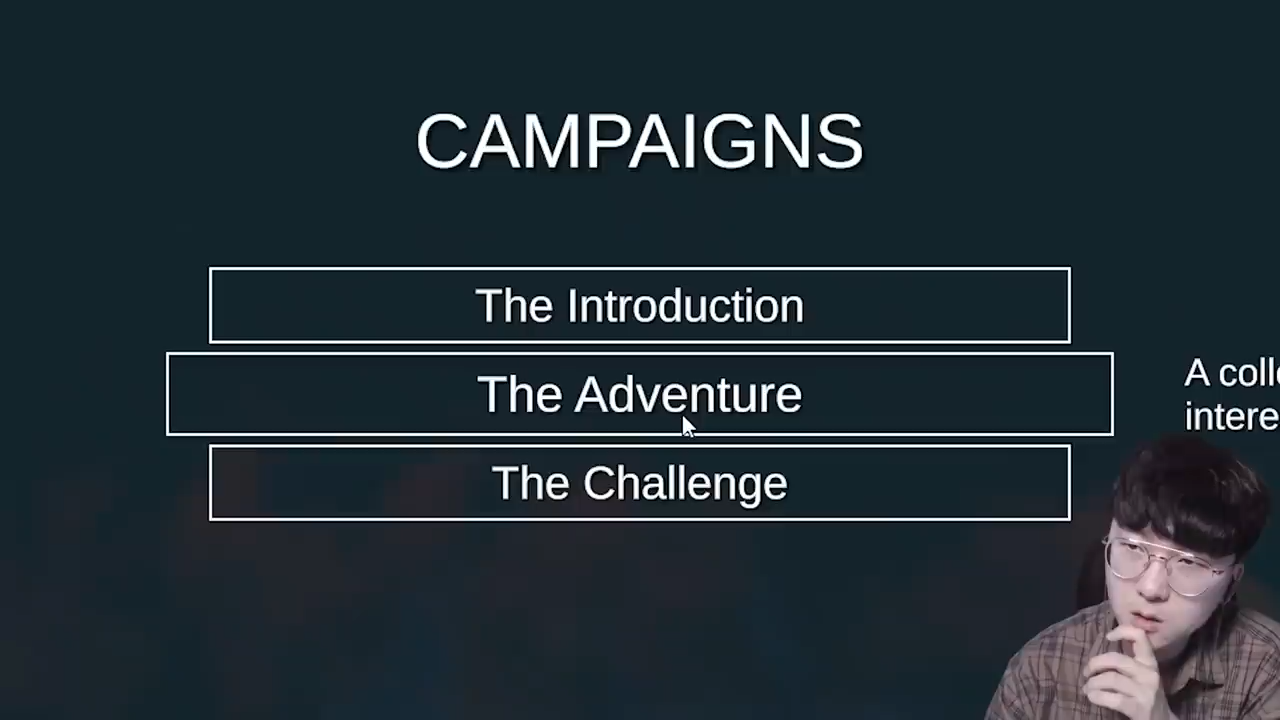 CAMPAIGNS
The Introduction
The Adventure
The Challenge
A